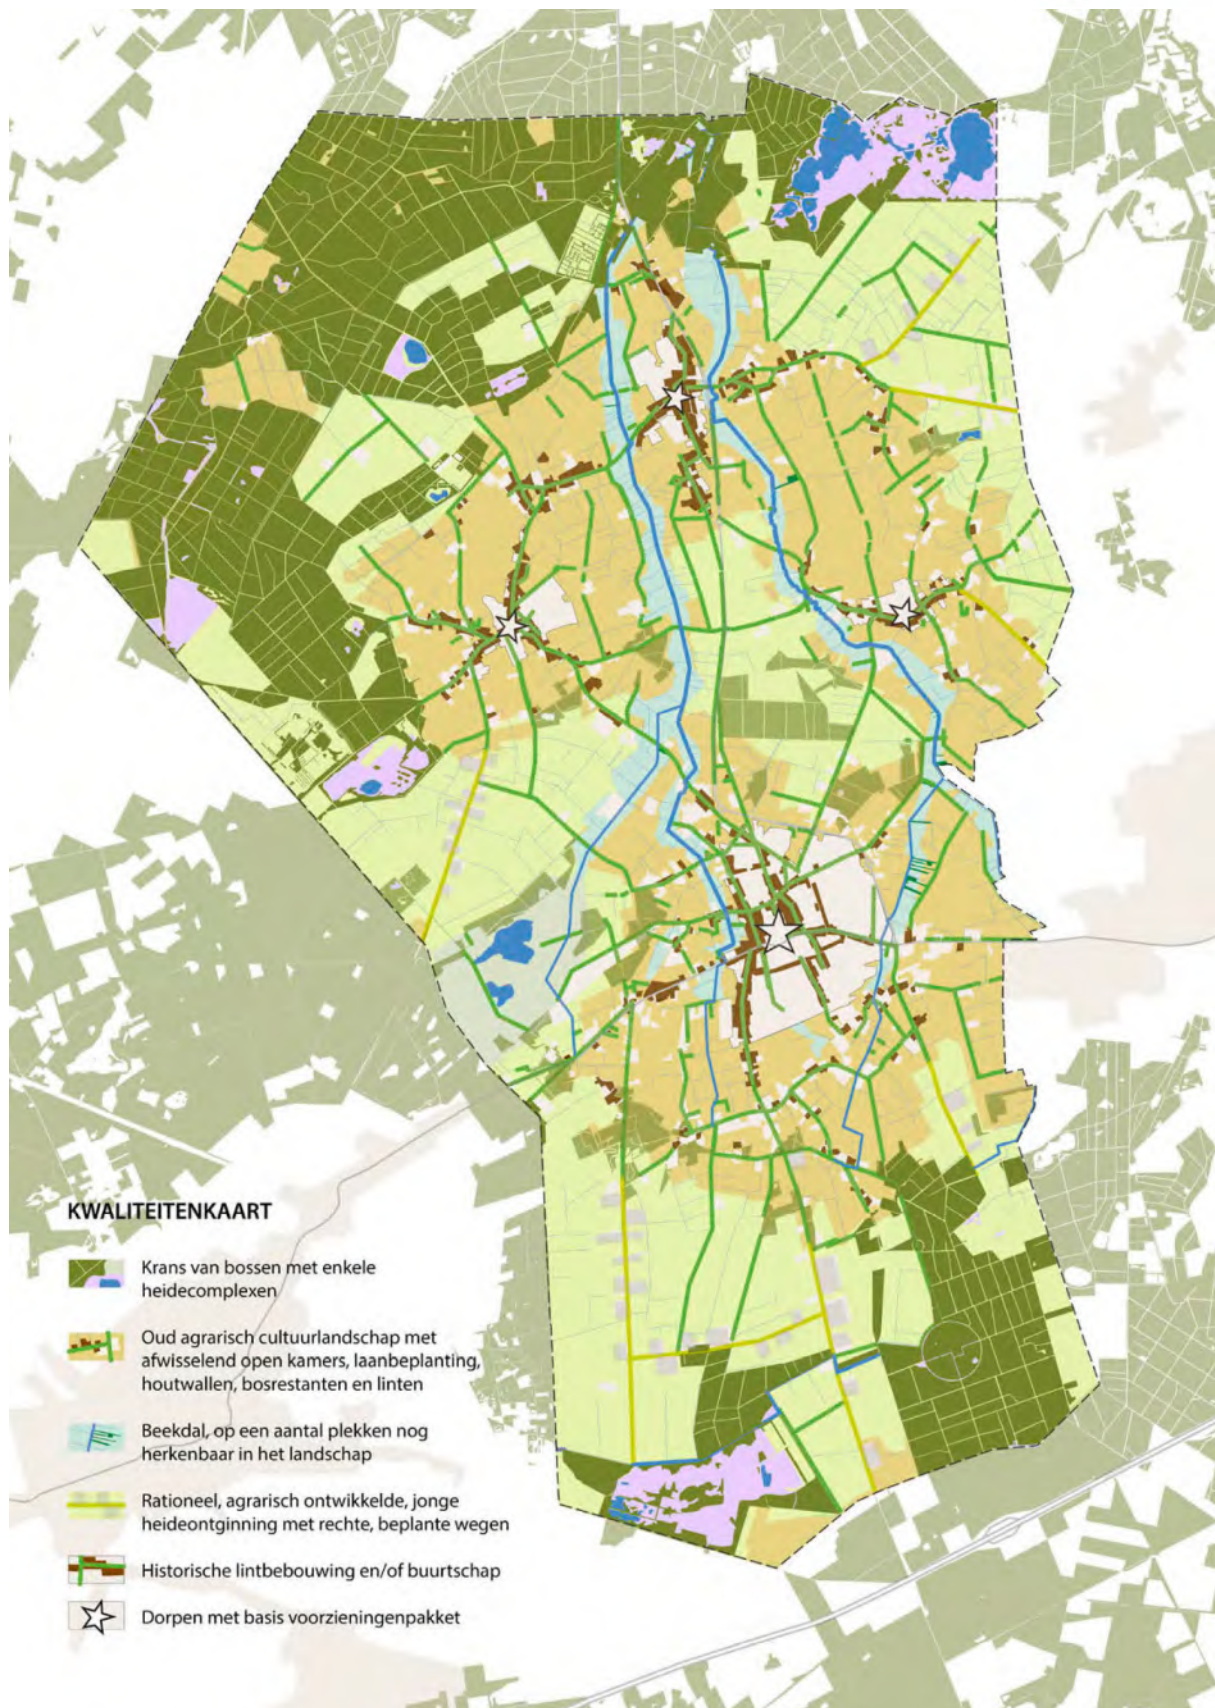 KWALITEITENKAART
Krans van bossen met enkele
heidecomplexen
Oud agrarisch cultuurlandschap met
afwisselend open kamers, laanbeplanting,
houtwallen, bosrestanten en linten
Beekdal, op een aantal plekken nog
herkenbaar in het landschap
Rationeel, agrarisch ontwikkelde, jonge
heideontginning met rechte, beplante wegen
Historische lintbebouwing en/of buurtschap
Dorpen met basis voorzieningenpakket